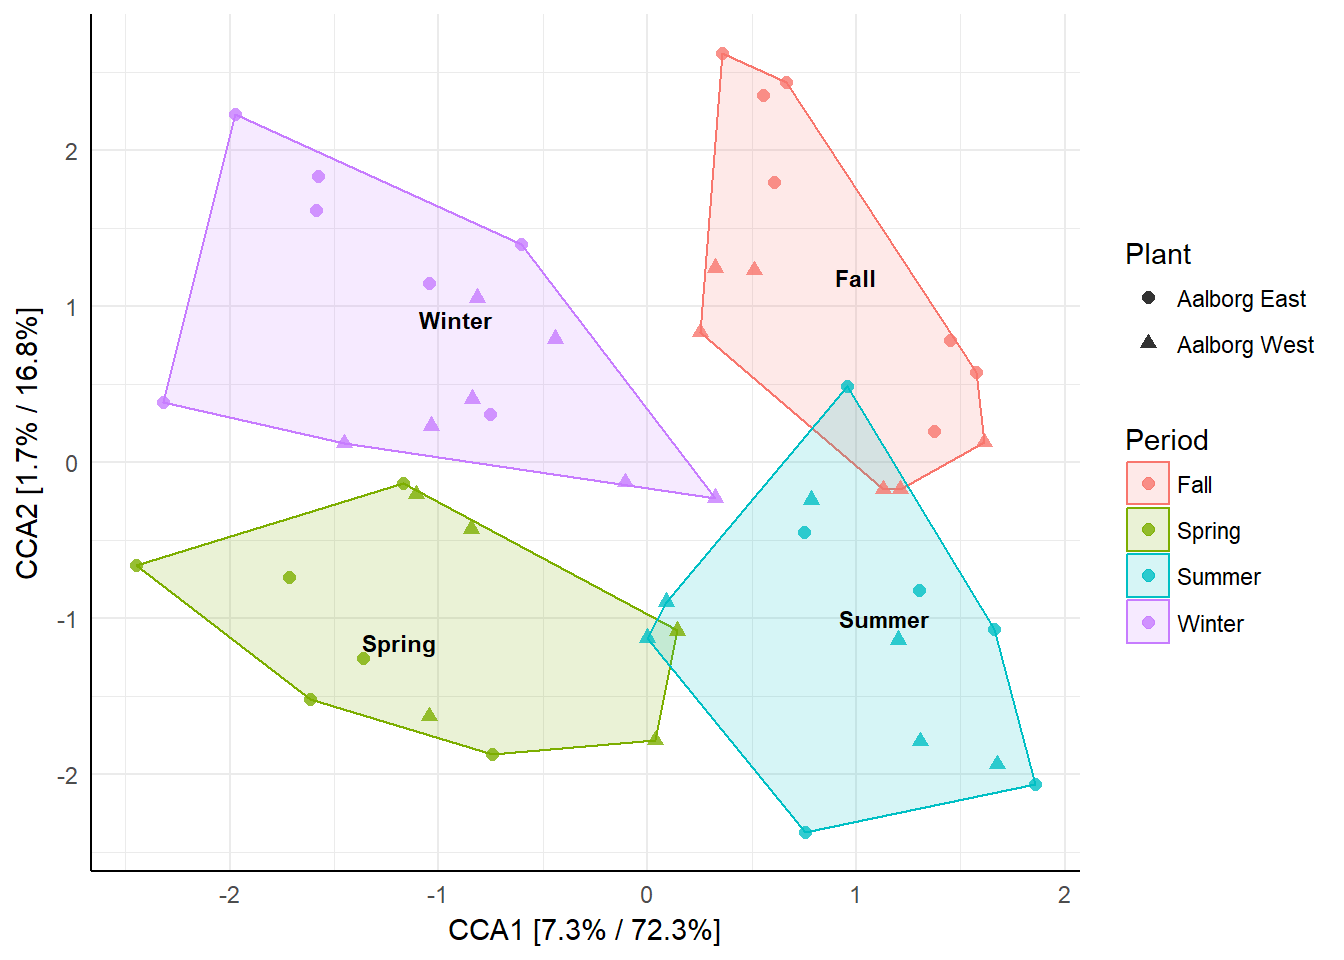 2
1
0
-1
-2
CCA2 [1.7% / 16.8%]
Winter
Fall
Spring
Summer
-2
-1
0
1
2
CCA1 [7.3% / 72.3%]
Plant
Aalborg East
Aalborg West
Period
Fall
Spring
Summer
Winter